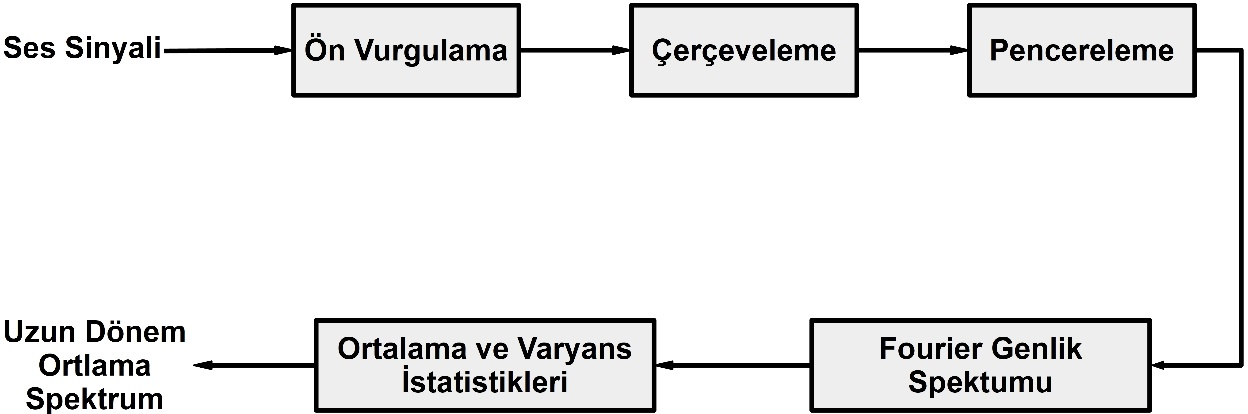 Ses Sinyali
Ön Vurgulama
Çerçeveleme
Pencereleme
Fourier Genlik
Spektumu
Ortalama ve Varyans
İstatistikleri
Uzun Dönem
Ortlama
Spektrum